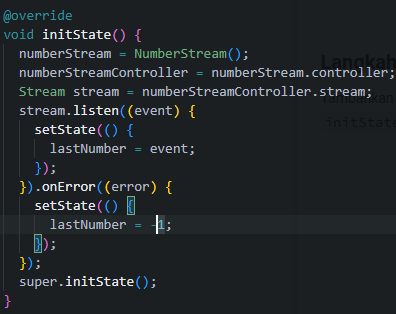 @override
void initState() {
numberStream = NumberStream();
numberStreamController = numberStream.controller;
Stream stream = numberStreamController.stream;
stream.listen((event) {
setState(() {
lastNumber = event;
});
}).onError((error) {
setState(() {
lastNumber = -1;
});
});
super.initState();
}
Langkah
Tambahkan
initState